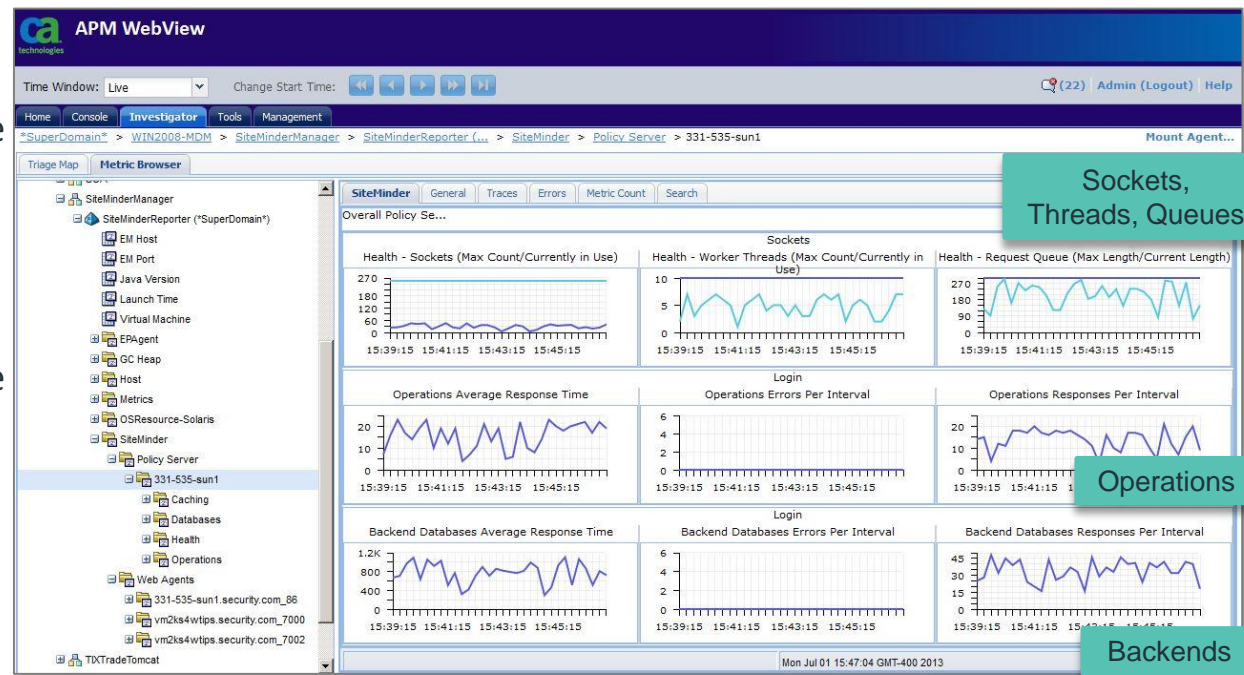 ca
technologies
APM WebView
Time Window: Live
Change Start Time:
(22) Admin (Logout) Help
Home Console Investigator Tools Management
*SuperDomain* > WIN2008-MDM > SiteMinderManager > SiteMinderReporter (... > SiteMinder > Policy Server > 331-535-sun1
Mount Agent...
Triage Map Metric Browser
SiteMinderManager
SiteMinderReporter (*SuperDomain*)
EM Host
EM Port
Java Version
Launch Time
Virtual Machine
EPAgent
GC Heap
Host
Metrics
OSResource-Solaris
SiteMinder
Policy Server
331-535-sun1
Caching
Databases
Health
Operations
Web Agents
331-535-sun1.security.com_86
vm2ks4wtips.security.com_7000
vm2ks4wtips.security.com_7002
TIXTradeTomcat
SiteMinder General Traces Errors Metric Count Search
Overall Policy Se...
Sockets,
Threads, Queues
Sockets
Health - Sockets (Max Count/Currently in Use)
270
180
120
60
0
15:39:15 15:41:15 15:43:15 15:45:15
Health - Worker Threads (Max Count/Currently in
Use)
10
5
0
15:39:15 15:41:15 15:43:15 15:45:15
Health - Request Queue (Max Length/Current Length)
270
180
90
0
15:39:15 15:41:15 15:43:15 15:45:15
Login
Operations Average Response Time
20
10
0
15:39:15 15:41:15 15:43:15 15:45:15
Operations Errors Per Interval
6
4
2
0
15:39:15 15:41:15 15:43:15 15:45:15
Operations Responses Per Interval
20
10
0
15:39:15 15:41:15
Operations
Login
Backend Databases Average Response Time
1.2K
800
400
0
15:39:15 15:41:15 15:43:15 15:45:15
Backend Databases Errors Per Interval
6
4
2
0
15:39:15 15:41:15 15:43:15 15:45:15
Backend Databases Responses Per Interval
45
30
15
0
15:39:15 15:41:15
Backends
Mon Jul 01 15:47:04 GMT-400 2013